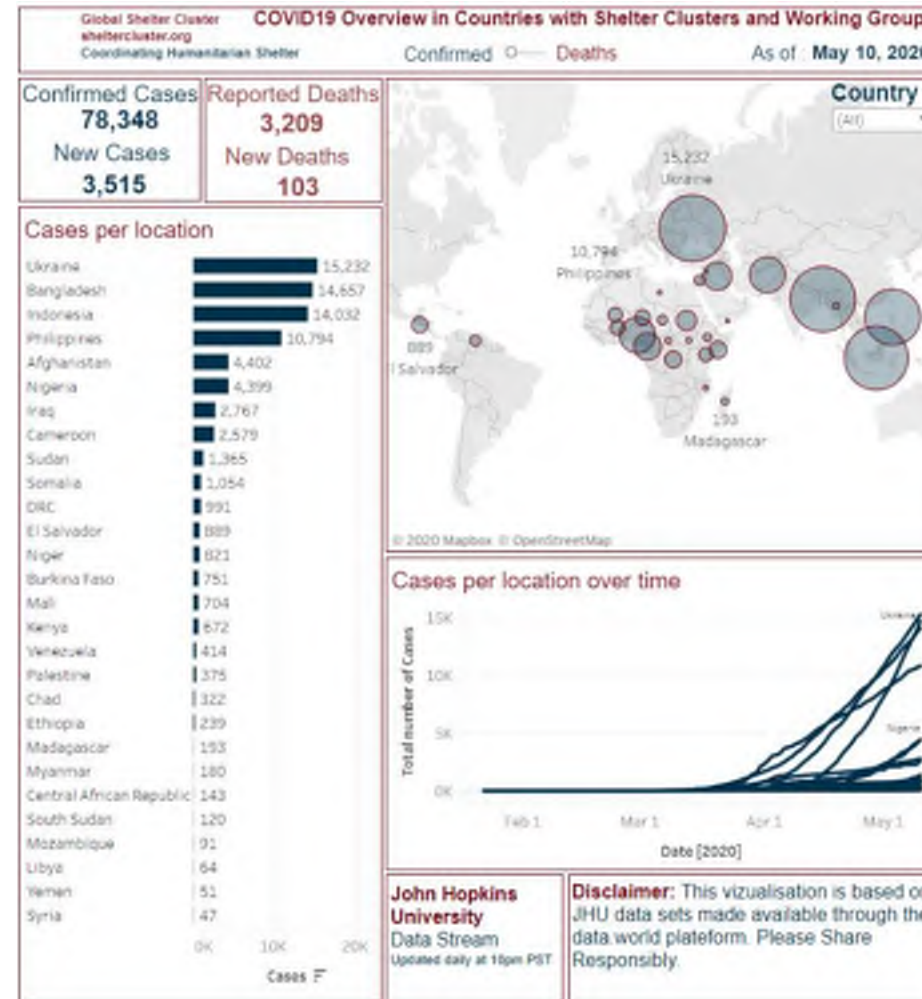 Global Shelter Cluster
sheltercluster.org
Coordinating Humanitarian Shelter
COVID19 Overview in Countries with Shelter Clusters and Working Group
Confirmed
Deaths
As of : May 10, 202
Confirmed Cases
78,348
New Cases
3,515
Reported Deaths
3,209
New Deaths
103
Country
(All)
15,232
Ukraine
10,794
Philippines
889
l Salvador
193
Madagascar
© 2020 Mapbox © OpenStreetMap
Cases per location
Ukraine 15,232
Bangladesh 14,657
Indonesia 14,032
Philippines 10,794
Afghanistan 4,402
Nigeria 4,399
Iraq 2,767
Cameroon 2,579
Sudan 1,365
Somalia 1,054
DRC 991
El Salvador 889
Niger 821
Burkina Faso 751
Mali 704
Kenya 672
Venezuela 414
Palestine 375
Chad 322
Ethiopia 239
Madagascar 193
Myanmar 180
Central African Republic 143
South Sudan 120
Mozambique 91
Libya 64
Yemen 51
Syria 47
0K 10K 20K
Cases
Cases per location over time
Total number of Cases
15K
10K
5K
0K
Ukraine
Nigeria
Feb 1 Mar 1 Apr 1 May 1
Date [2020]
John Hopkins
University
Data Stream
Updated daily at 10pm PST
Disclaimer: This vizualisation is based o
JHU data sets made available through the
data.world plateform. Please Share
Responsibly.